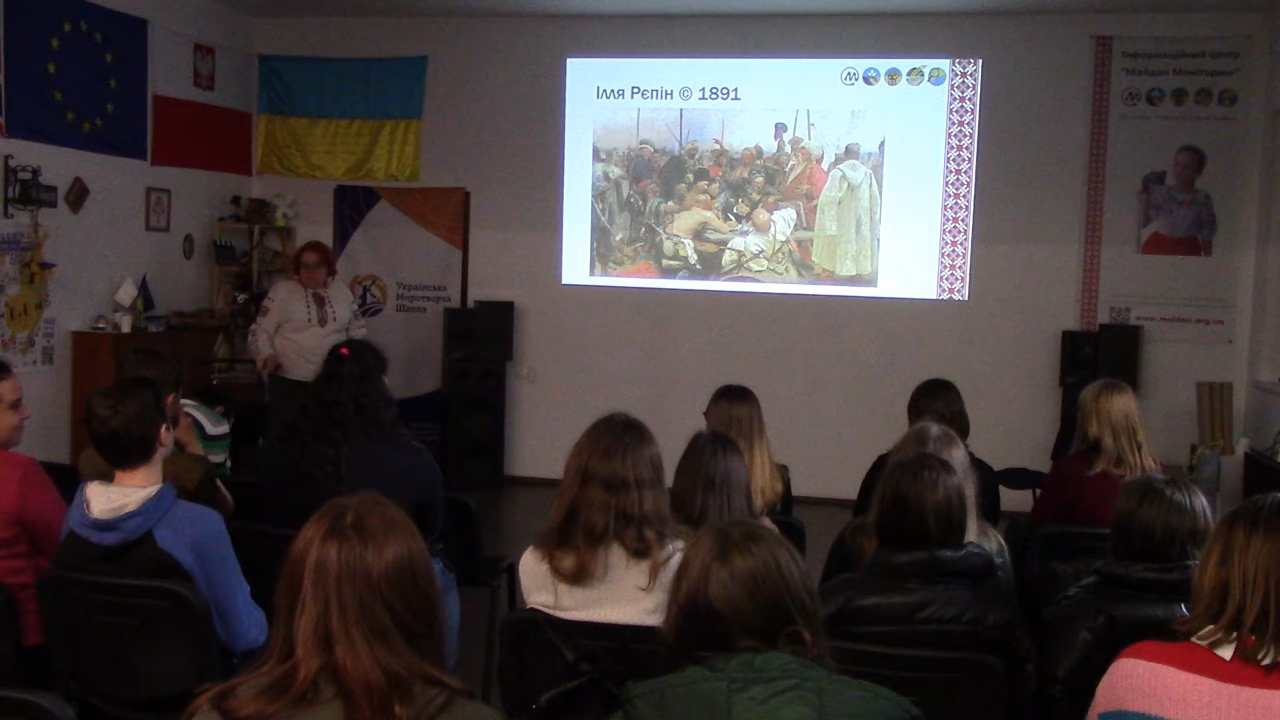 Ілля Рєпін © 1891
Українська
Миротворча
Школа
Інформаційний центр
"Майдан Моніторинг"
www.maidan.org.ua